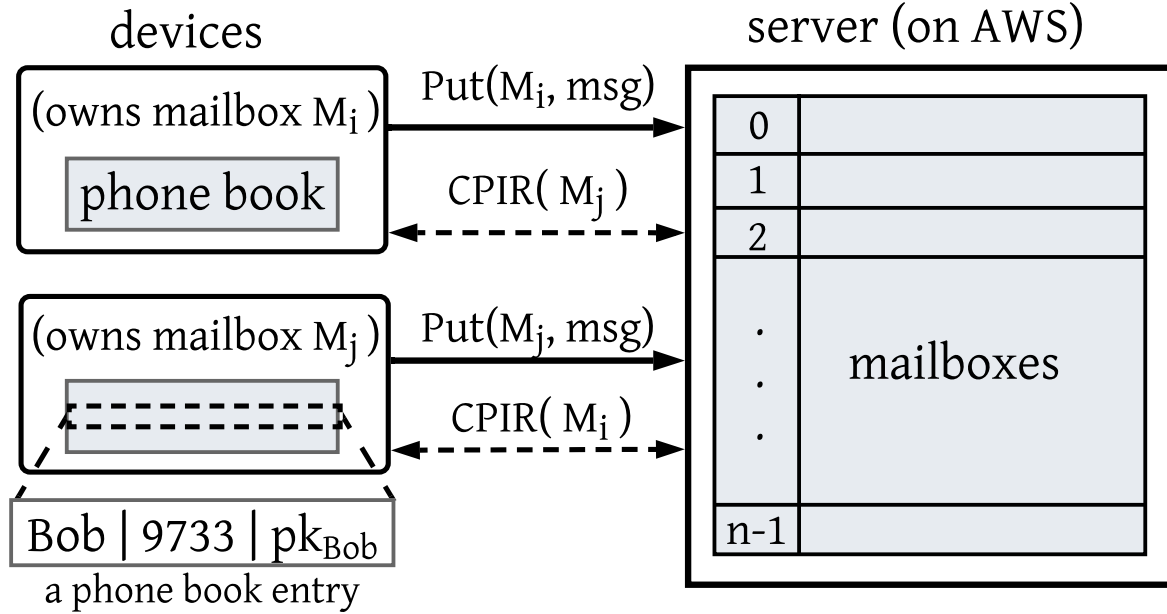 devices
server (on AWS)
(owns mailbox Mi)
phone book
Put(Mi, msg)
CPIR( Mj )
(owns mailbox Mj)
Put(Mj, msg)
CPIR( Mi )
Bob | 9733 | pkBob
a phone book entry
0
1
2
.
.
.
mailboxes
n-1